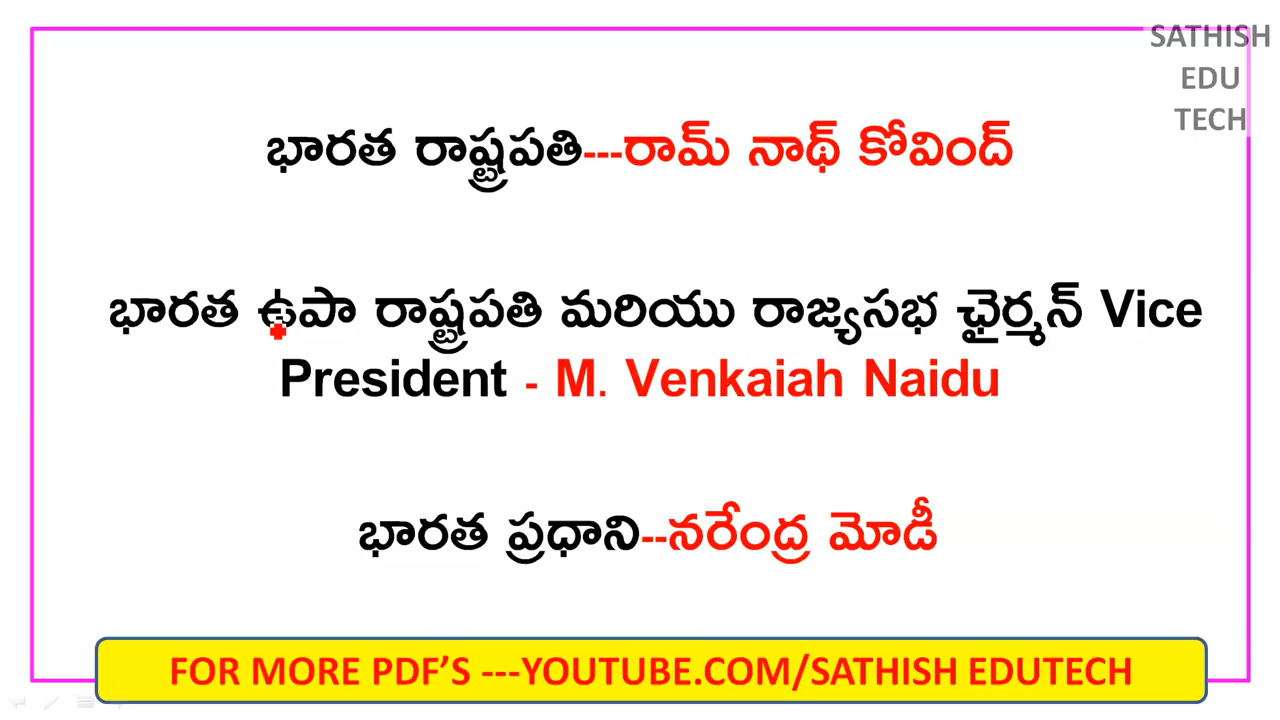 SATHISH
EDU
TECH
భారత రాష్ట్రపతి---రామ్ నాథ్ కోవింద్
భారత ఉపా రాష్ట్రపతి మరియు రాజ్యసభ ఛైర్మన్ Vice
President - M. Venkaiah Naidu
భారత ప్రధాని--నరేంద్ర మోడీ
FOR MORE PDF’S ---YOUTUBE.COM/SATHISH EDUTECH